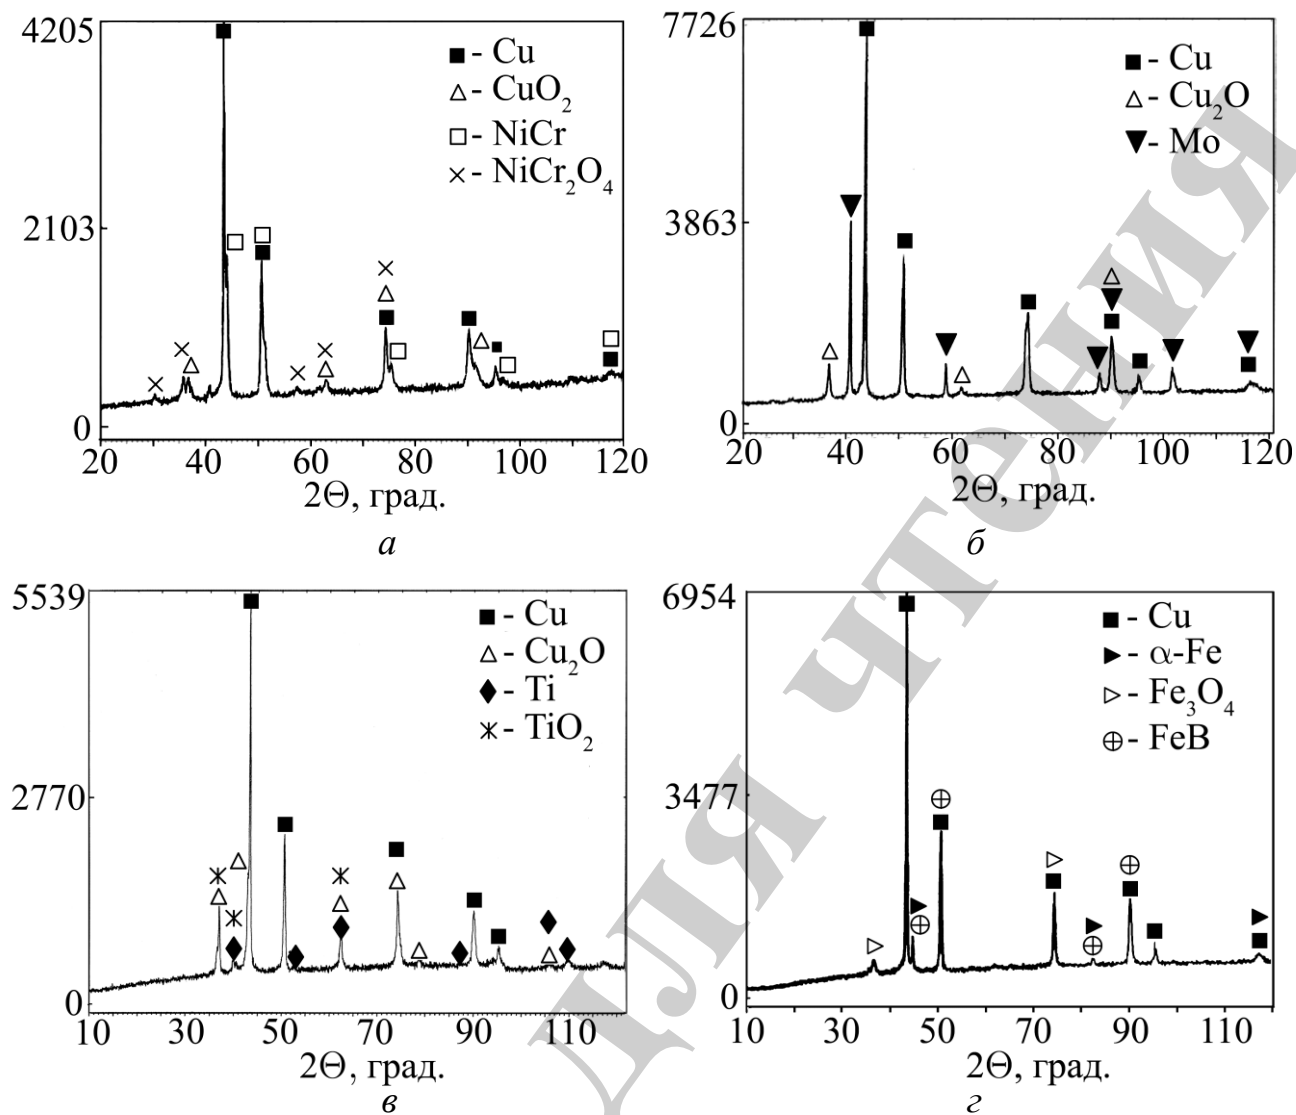 4205
2103
0
20 40 60 80 100 120
2Θ, град.
- Cu
- CuO2
- NiCr
- NiCr2O4
а
7726
3863
0
20 40 60 80 100 120
2Θ, град.
- Cu
- Cu2O
- Mo
б
5539
2770
0
10 30 50 70 90 110
2Θ, град.
- Cu
- Cu2O
- Ti
- TiO2
в
6954
3477
0
10 30 50 70 90 110
2Θ, град.
- Cu
- α-Fe
- Fe3O4
- FeB
г
для чтения